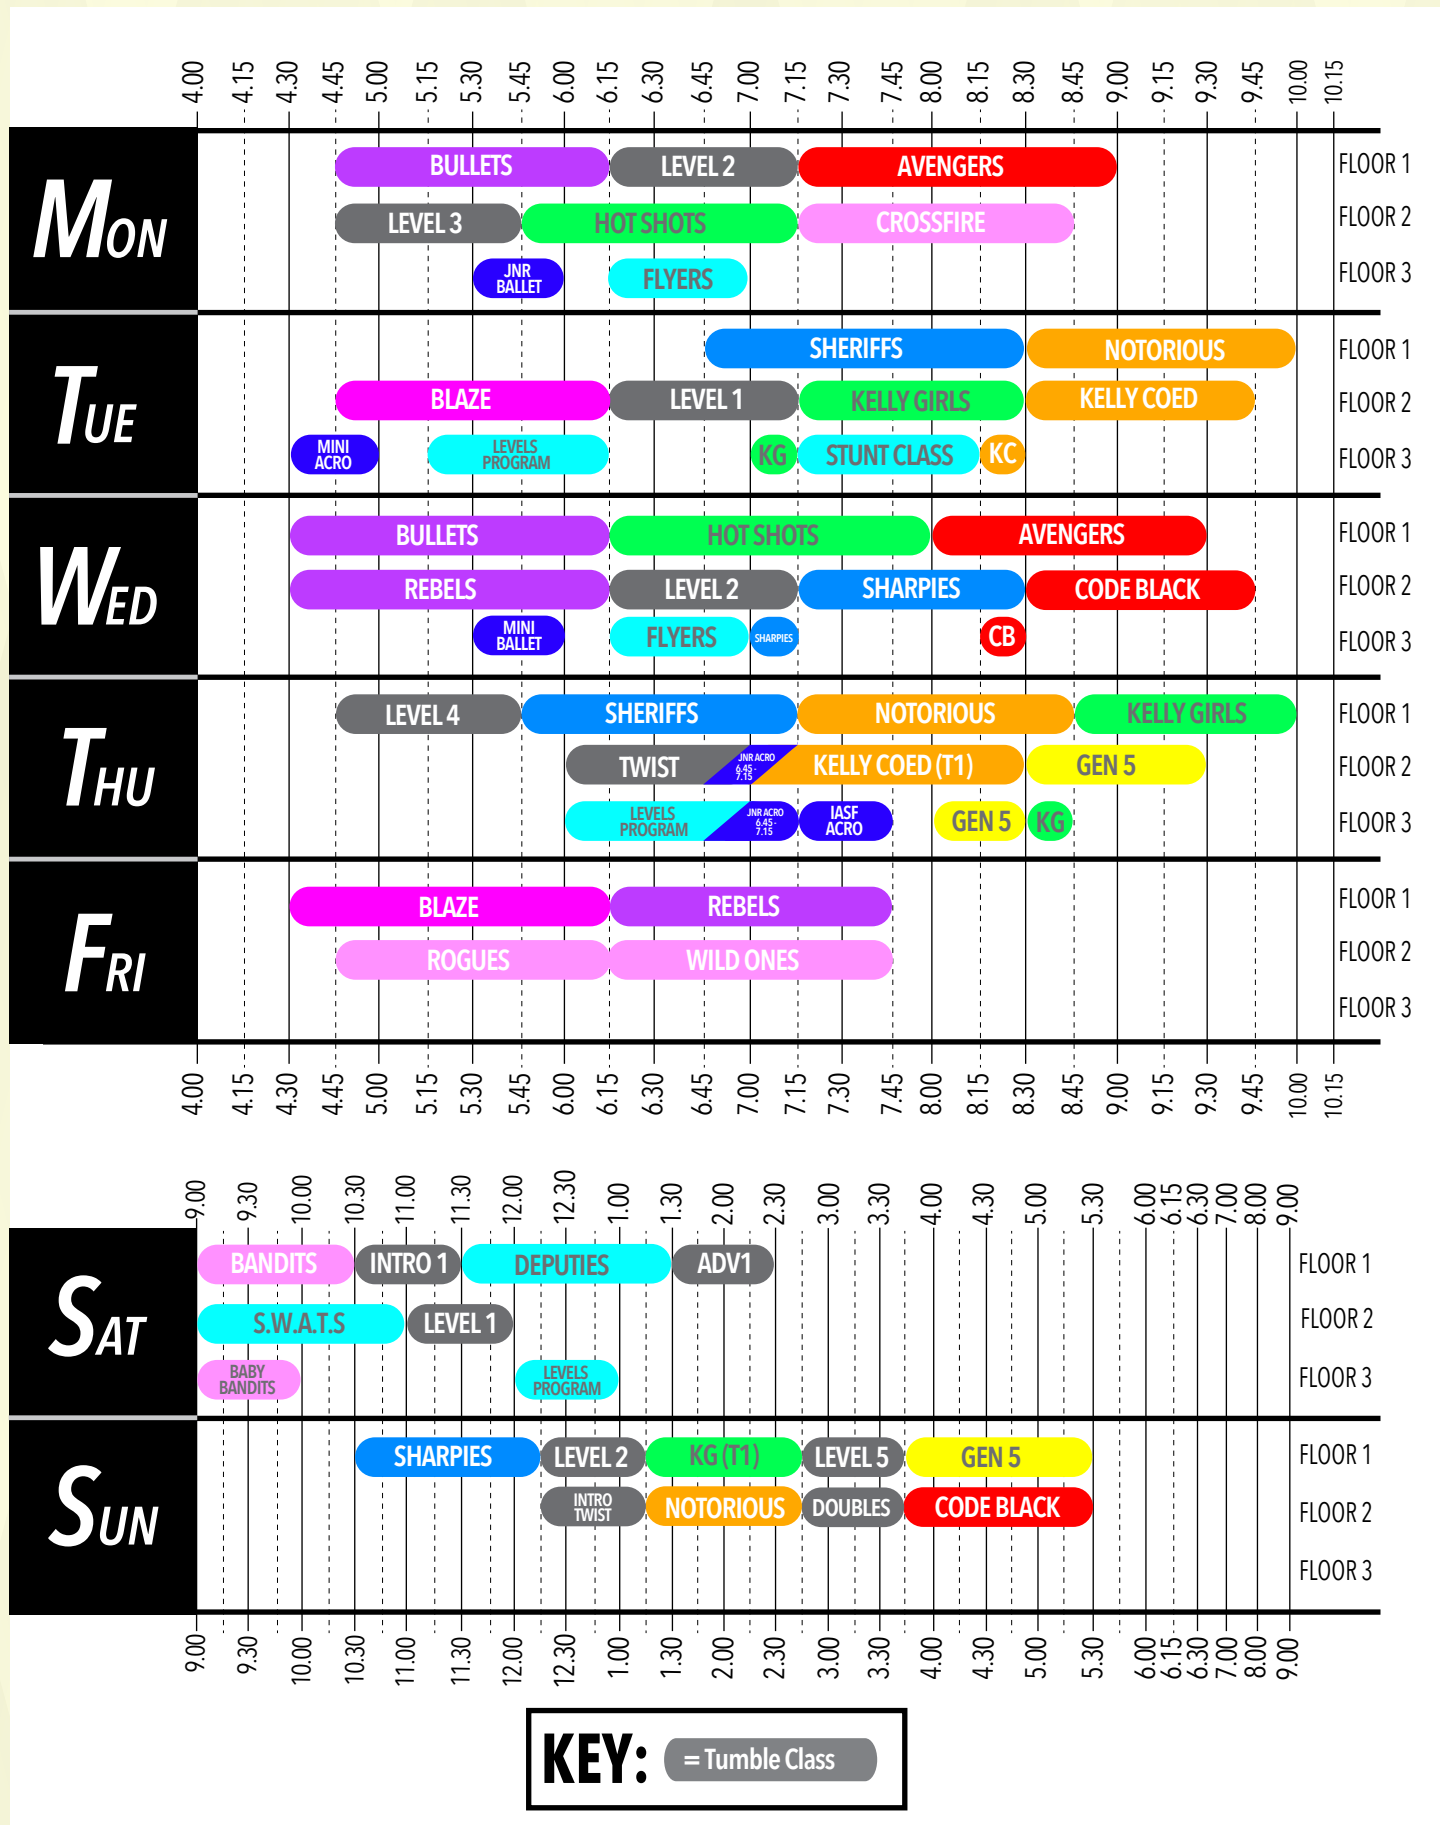 4.00 4.15 4.30 4.45 5.00 5.15 5.30 5.45 6.00 6.15 6.30 6.45 7.00 7.15 7.30 7.45 8.00 8.15 8.30 8.45 9.00 9.15 9.30 9.45 10.00 10.15
MON
BULLETS LEVEL 2 AVENGERS FLOOR 1
LEVEL 3 HOT SHOTS CROSSFIRE FLOOR 2
JNR
BALLET
FLYERS FLOOR 3
TUE
SHERIFFS NOTORIOUS FLOOR 1
BLAZE LEVEL 1 KELLY GIRLS KELLY COED FLOOR 2
MINI
ACRO
LEVELS
PROGRAM
KG STUNT CLASS KC FLOOR 3
WED
BULLETS HOT SHOTS AVENGERS FLOOR 1
REBELS LEVEL 2 SHARPIES CODE BLACK FLOOR 2
MINI
BALLET
FLYERS SHARPIES CB FLOOR 3
THU
LEVEL 4 SHERIFFS NOTORIOUS KELLY GIRLS FLOOR 1
TWIST
JNR ACRO
6.45 -
7.15
KELLY COED (T1) GEN 5 FLOOR 2
LEVELS
PROGRAM
JNR ACRO
6.45 -
7.15
IASF
ACRO
GEN 5 KG FLOOR 3
FRI
BLAZE REBELS FLOOR 1
ROGUES WILD ONES FLOOR 2
FLOOR 3
4.00 4.15 4.30 4.45 5.00 5.15 5.30 5.45 6.00 6.15 6.30 6.45 7.00 7.15 7.30 7.45 8.00 8.15 8.30 8.45 9.00 9.15 9.30 9.45 10.00 10.15
9.00 9.30 10.00 10.30 11.00 11.30 12.00 12.30 1.00 1.30 2.00 2.30 3.00 3.30 4.00 4.30 5.00 5.30 6.00 6.15 6.30 7.00 8.00 9.00
SAT
BANDITS INTRO 1 DEPUTIES ADV1 FLOOR 1
S.W.A.T.S LEVEL 1 FLOOR 2
BABY
BANDITS
LEVELS
PROGRAM
FLOOR 3
SUN
SHARPIES LEVEL 2 KG (T1) LEVEL 5 GEN 5 FLOOR 1
INTRO
TWIST
NOTORIOUS DOUBLES CODE BLACK FLOOR 2
FLOOR 3
9.00 9.30 10.00 10.30 11.00 11.30 12.00 12.30 1.00 1.30 2.00 2.30 3.00 3.30 4.00 4.30 5.00 5.30 6.00 6.15 6.30 7.00 8.00 9.00
KEY: = Tumble Class